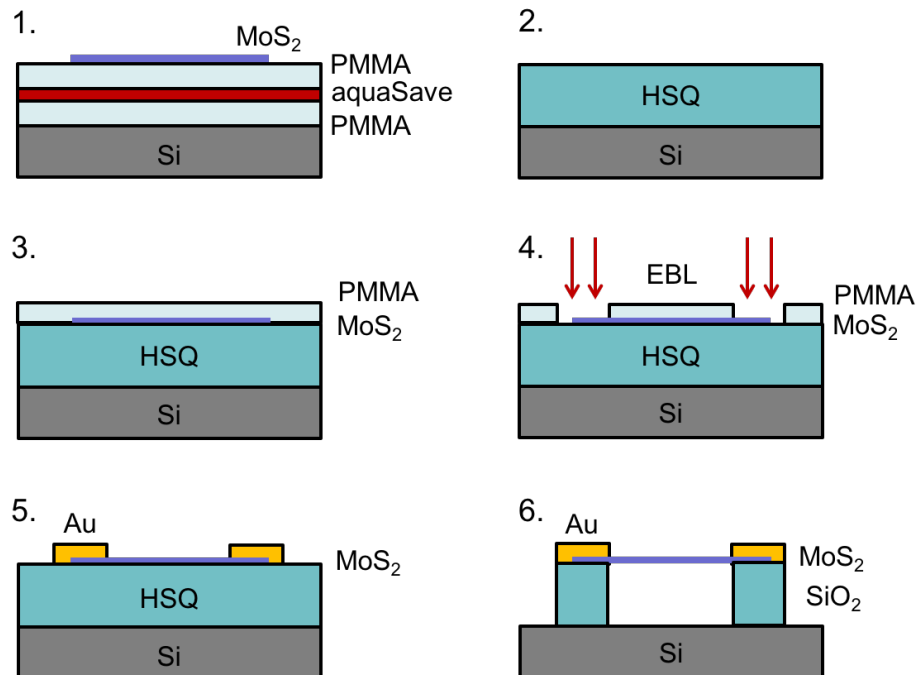 1.
MoS₂
PMMA
aquaSave
PMMA
Si
2.
HSQ
Si
3.
PMMA
MoS₂
HSQ
Si
4.
EBL
PMMA
MoS₂
HSQ
Si
5.
Au
MoS₂
HSQ
Si
6.
Au
MoS₂
SiO₂
Si